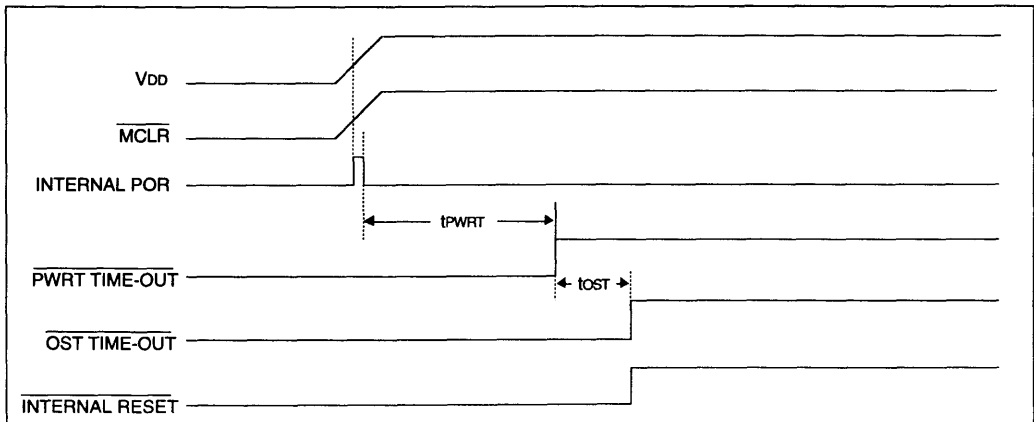 VDD
MCLR
INTERNAL POR
tPWRT
PWRT TIME-OUT
tOST
OST TIME-OUT
INTERNAL RESET